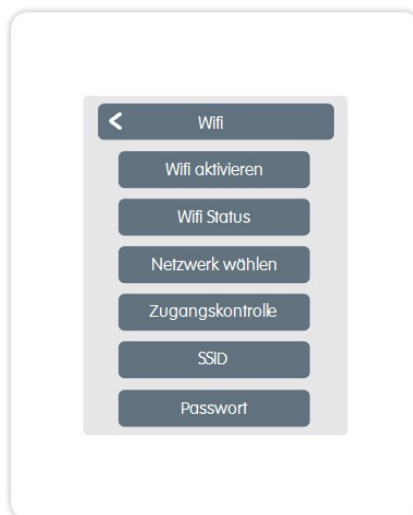 Wifi
Wifi aktivieren
Wifi Status
Netzwerk wählen
Zugangskontrolle
SSID
Passwort